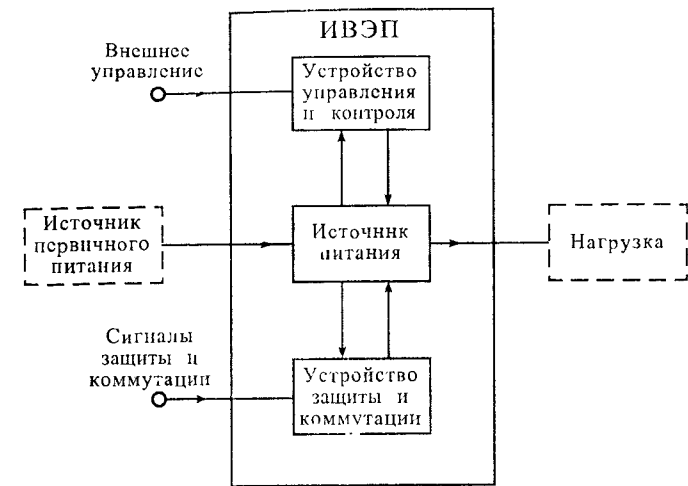 ИВЭП
Внешнее
управление
Устройство
управления
и контроля
Источник
первичного
питания
Источник
питания
Нагрузка
Сигналы
защиты и
коммутации
Устройство
защиты и
коммутации